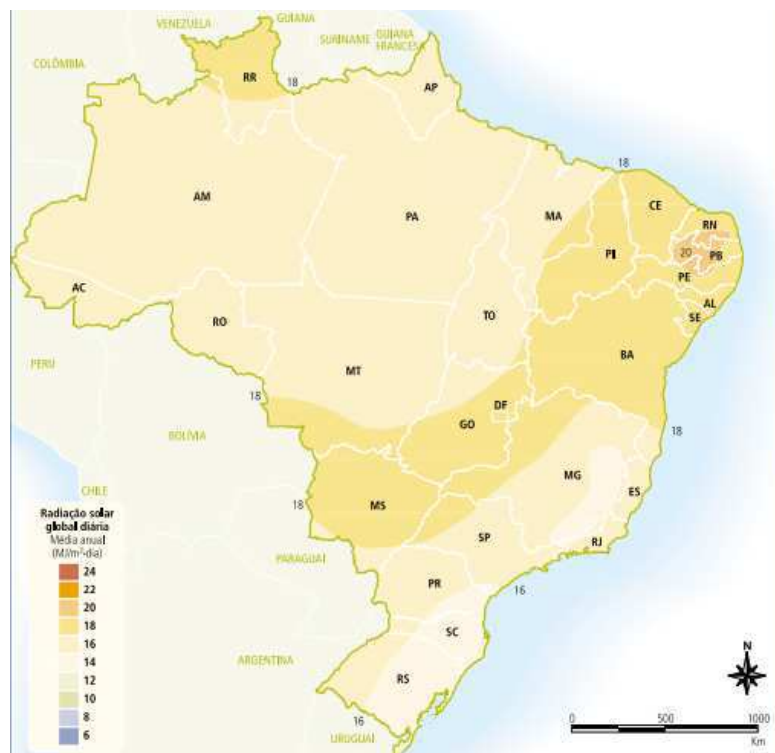 VENEZUELA
GUIANA
SURINAME
GUIANA
FRANCESA
COLÔMBIA
RR
18
AP
AM
PA
MA
18
CE
RN
PI
20
PB
PE
AL
SE
AC
RO
TO
PERU
MT
BA
18
DF
GO
18
BOLÍVIA
MG
CHILE
ES
18
MS
SP
RJ
PARAGUAI
PR
16
SC
ARGENTINA
RS
16
URUGUAI
Radiação solar
global diária
Média anual
(MJ/m².dia)
24
22
20
18
16
14
12
10
8
6
N
0 500 1000
Km